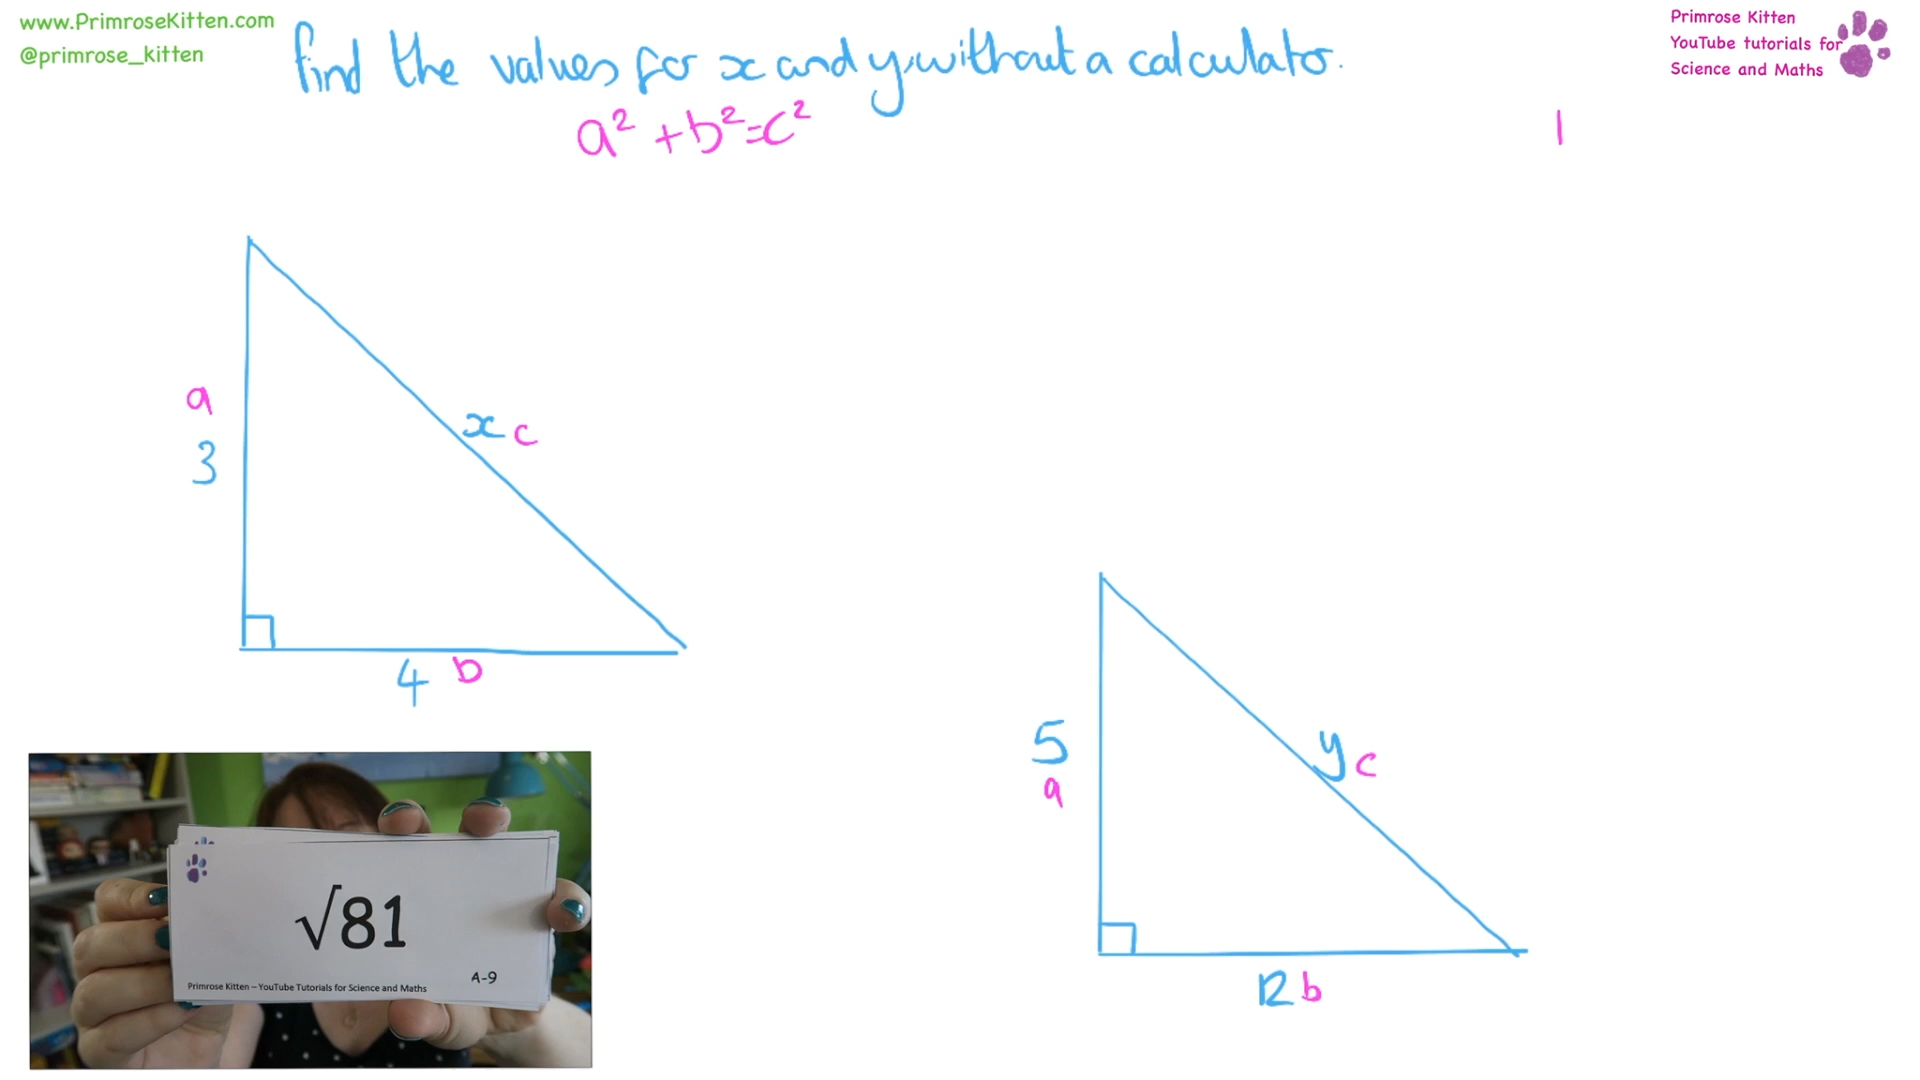 www.PrimroseKitten.com
@primrose_kitten
find the values for x and y, without a calculator.
Primrose Kitten
YouTube tutorials for
Science and Maths
a² + b² = c²
1
a
3
x c
4 b
5
a
y c
12 b
√81
A-9
Primrose Kitten – YouTube Tutorials for Science and Maths